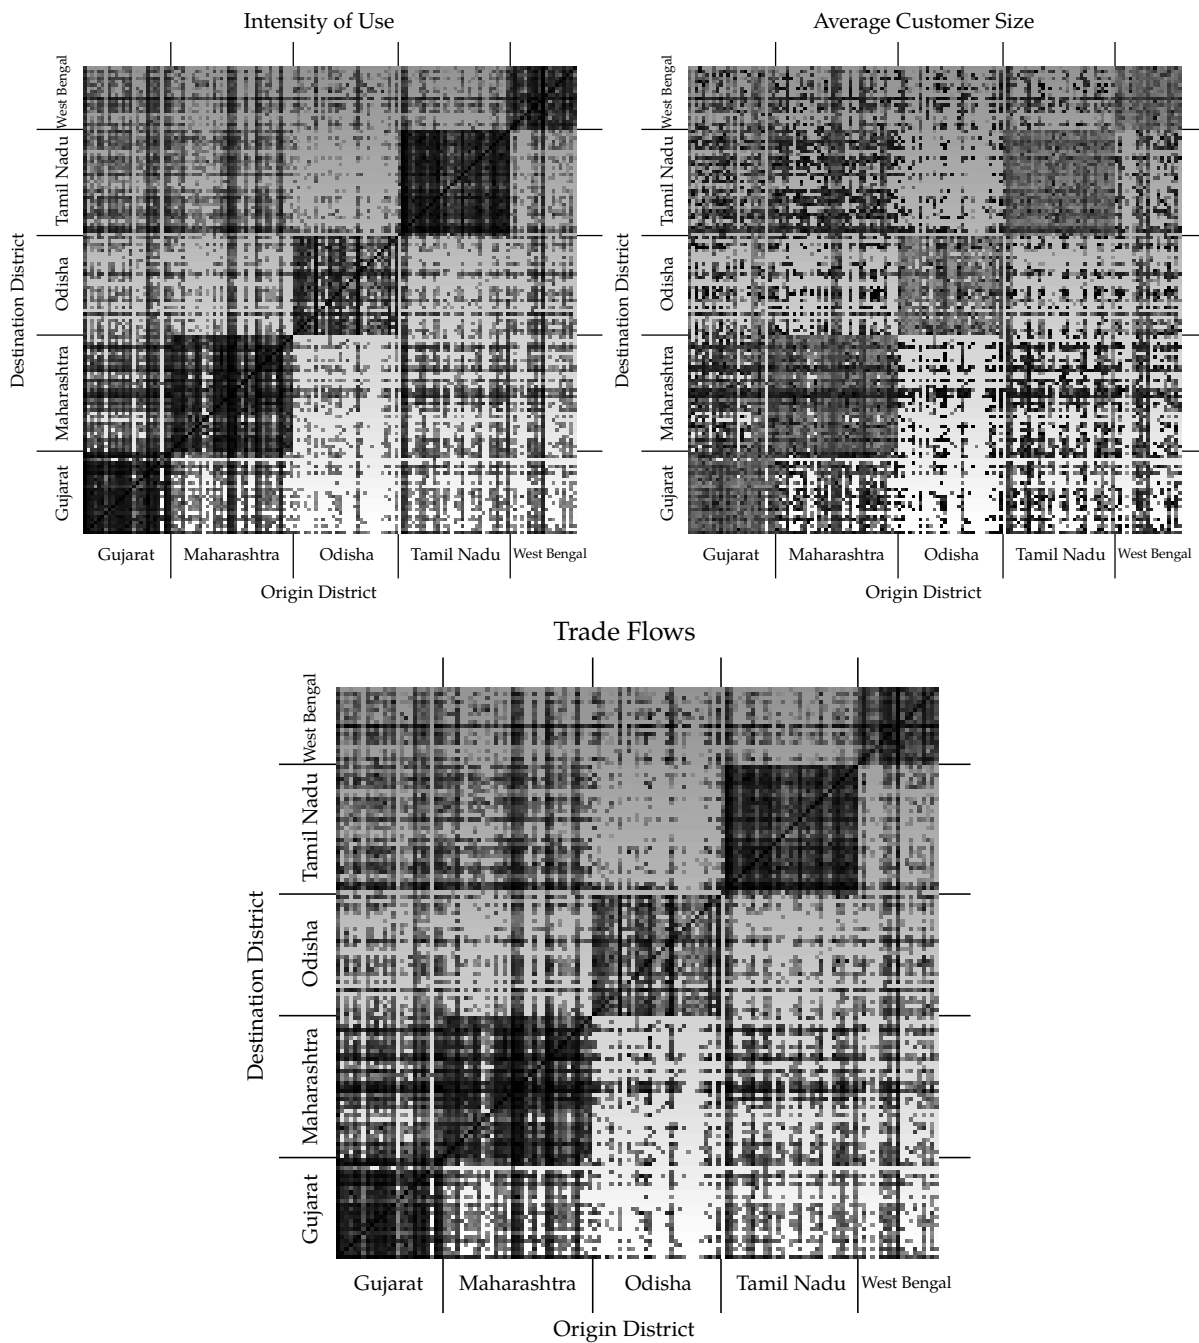 Intensity of Use
West Bengal
Tamil Nadu
Odisha
Maharashtra
Gujarat
Destination District
Gujarat
Maharashtra
Odisha
Tamil Nadu
West Bengal
Origin District
Average Customer Size
West Bengal
Tamil Nadu
Odisha
Maharashtra
Gujarat
Destination District
Gujarat
Maharashtra
Odisha
Tamil Nadu
West Bengal
Origin District
Trade Flows
West Bengal
Tamil Nadu
Odisha
Maharashtra
Gujarat
Destination District
Gujarat
Maharashtra
Odisha
Tamil Nadu
West Bengal
Origin District